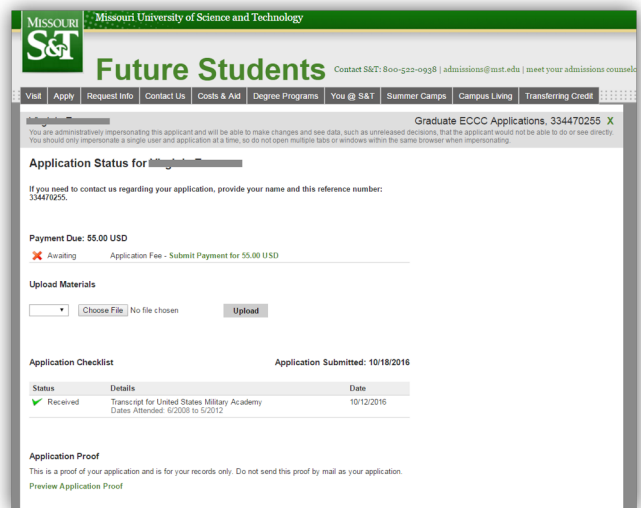 MISSOURI
S&T
Missouri University of Science and Technology
Future Students
Contact S&T: 800-522-0938 | admissions@mst.edu | meet your admissions counselo
Visit Apply Request Info Contact Us Costs & Aid Degree Programs You @ S&T Summer Camps Campus Living Transferring Credit
Graduate ECCC Applications, 334470255 X
You are administratively impersonating this applicant and will be able to make changes and see data, such as unreleased decisions, that the applicant would not be able to do or see directly.
You should only impersonate a single user and application at a time, so do not open multiple tabs or windows within the same browser when impersonating.
Application Status for
If you need to contact us regarding your application, provide your name and this reference number:
334470255.
Payment Due: 55.00 USD
Awaiting Application Fee - Submit Payment for 55.00 USD
Upload Materials
Choose File No file chosen Upload
Application Checklist Application Submitted: 10/18/2016
Status Details Date
Received Transcript for United States Military Academy 10/12/2016
Dates Attended: 6/2008 to 5/2012
Application Proof
This is a proof of your application and is for your records only. Do not send this proof by mail as your application.
Preview Application Proof